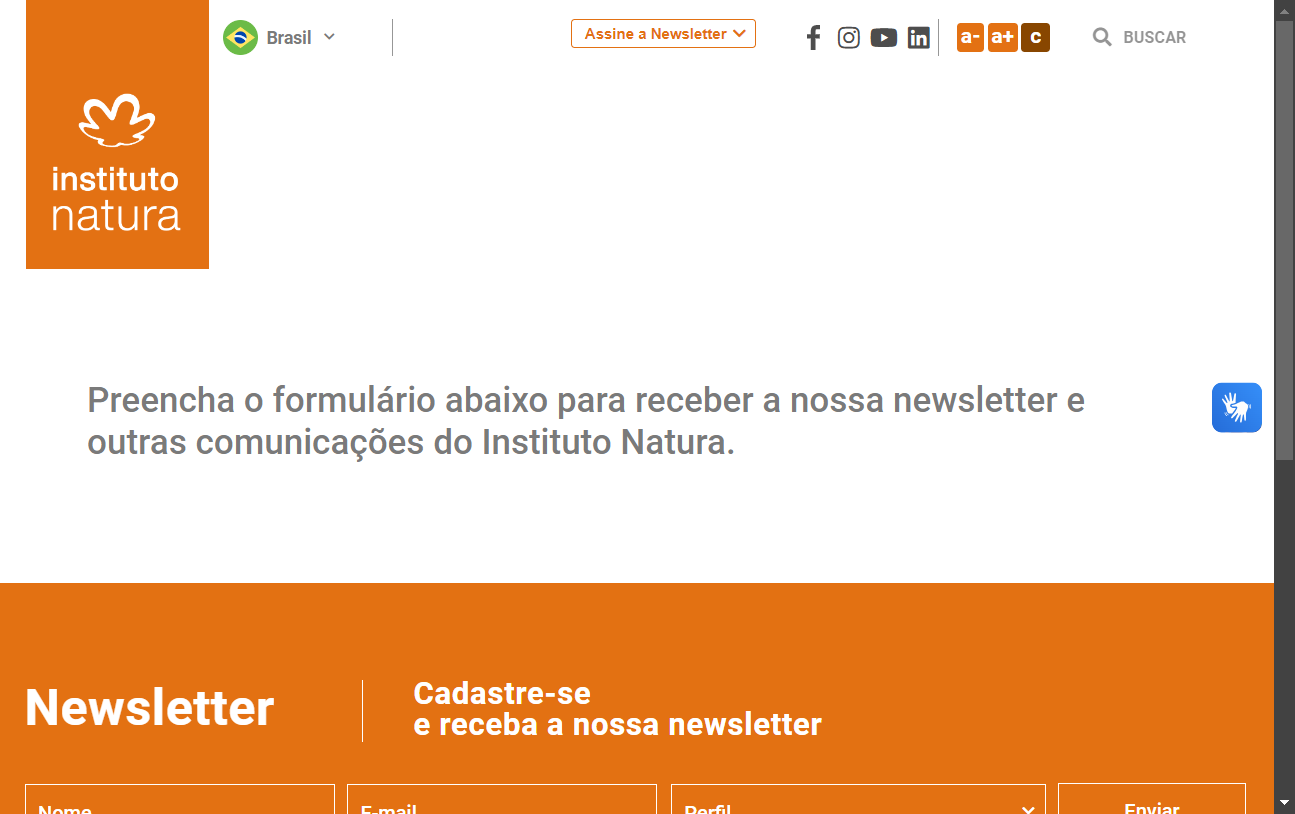 Brasil
Assine a Newsletter
a- a+ c
BUSCAR
instituto
natura
Preencha o formulário abaixo para receber a nossa newsletter e
outras comunicações do Instituto Natura.
Newsletter
Cadastre-se
e receba a nossa newsletter
Nome
E-mail
Perfil
Enviar